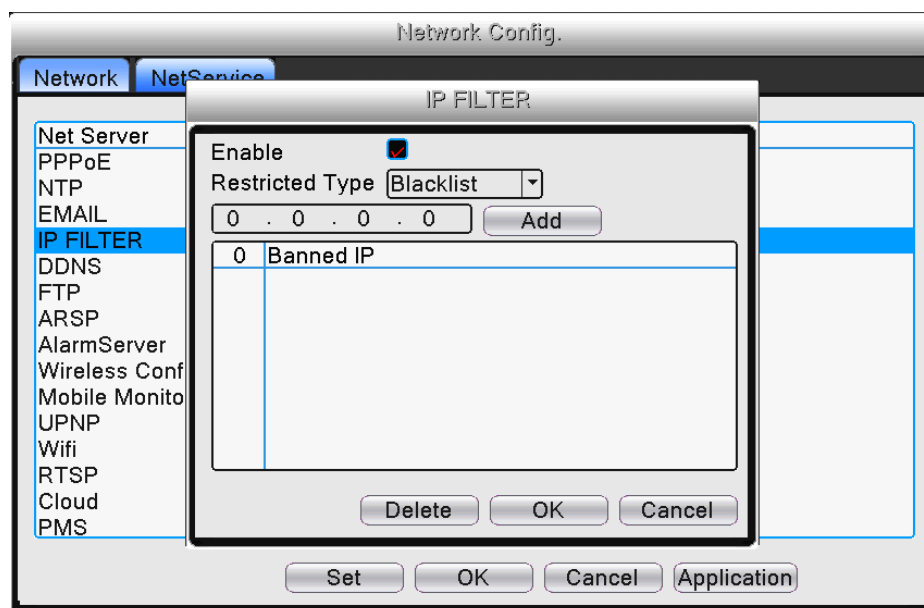 Network Config.
Network NetService
IP FILTER
Net Server
PPPoE
NTP
EMAIL
IP FILTER
DDNS
FTP
ARSP
AlarmServer
Wireless Conf
Mobile Monito
UPNP
Wifi
RTSP
Cloud
PMS
Enable
Restricted Type Blacklist
0 . 0 . 0 . 0 Add
0 Banned IP
Delete OK Cancel
Set OK Cancel Application